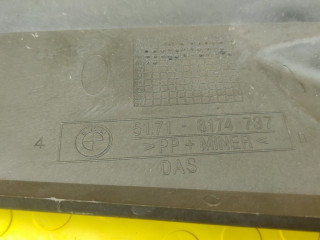 51.71 - 8174 737
4
>PP + MINER<
DAS